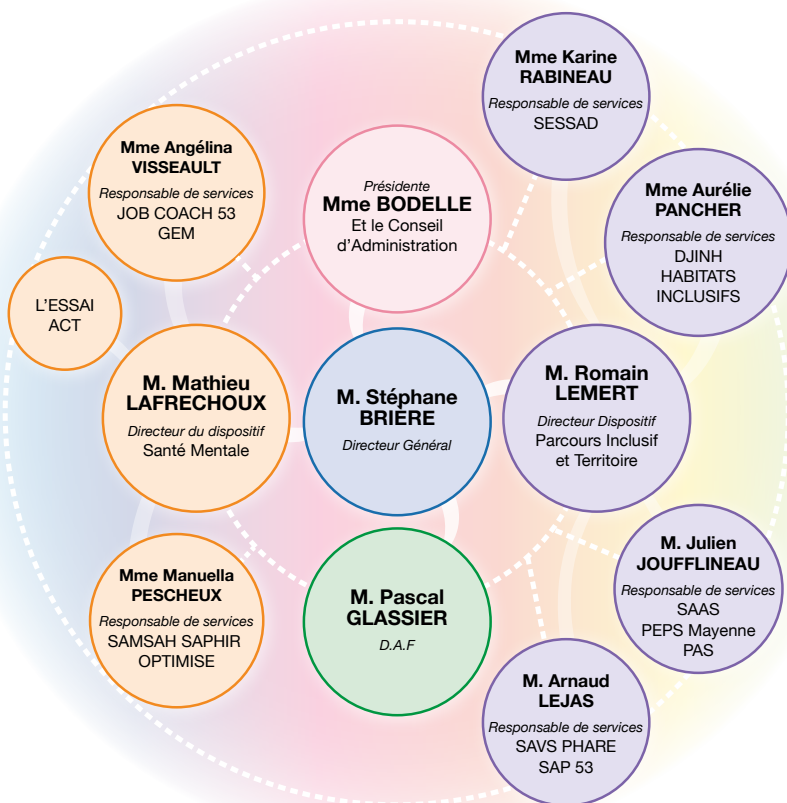 Mme Karine
RABINEAU
Responsable de services
SESSAD
Mme Angélina
VISSEAULT
Responsable de services
JOB COACH 53
GEM
Présidente
Mme BODELLE
Et le Conseil
d'Administration
Mme Aurélie
PANCHER
Responsable de services
DJINH
HABITATS
INCLUSIFS
L'ESSAI
ACT
M. Mathieu
LAFRECHOUX
Directeur du dispositif
Santé Mentale
M. Stéphane
BRIÈRE
Directeur Général
M. Romain
LEMERT
Directeur Dispositif
Parcours Inclusif
et Territoire
Mme Manuella
PESCHEUX
Responsable de services
SAMSAH SAPHIR
OPTIMISE
M. Pascal
GLASSIER
D.A.F
M. Julien
JOUFFLINEAU
Responsable de services
SAAS
PEPS Mayenne
PAS
M. Arnaud
LEJAS
Responsable de services
SAVS PHARE
SAP 53